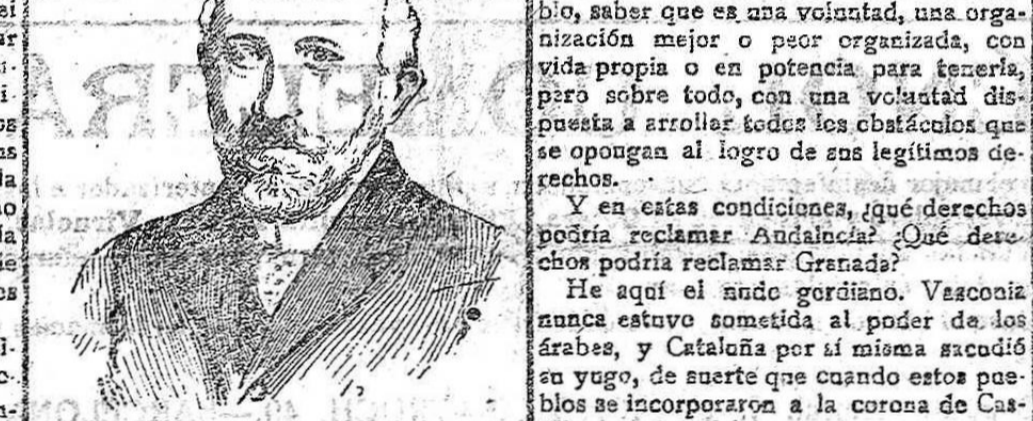 blo, saber que es una voluntad, una orga-
nización mejor o peor organizada, con
vida propia o en potencia para tenerla,
pero sobre todo, con una voluntad dis-
puesta a arrollar todos los obstáculos que
se opongan al logro de sus legítimos de-
rechos.
Y en estas condiciones, ¿qué derechos
podría reclamar Andalucía? ¿Qué dere-
chos podría reclamar Granada?
He aquí el nudo gordiano. Vasconia
nunca estuvo sometida al poder de los
árabes, y Cataluña por sí misma sacudió
su yugo, de suerte que cuando estos pue-
blos se incorporaron a la corona de Cas-